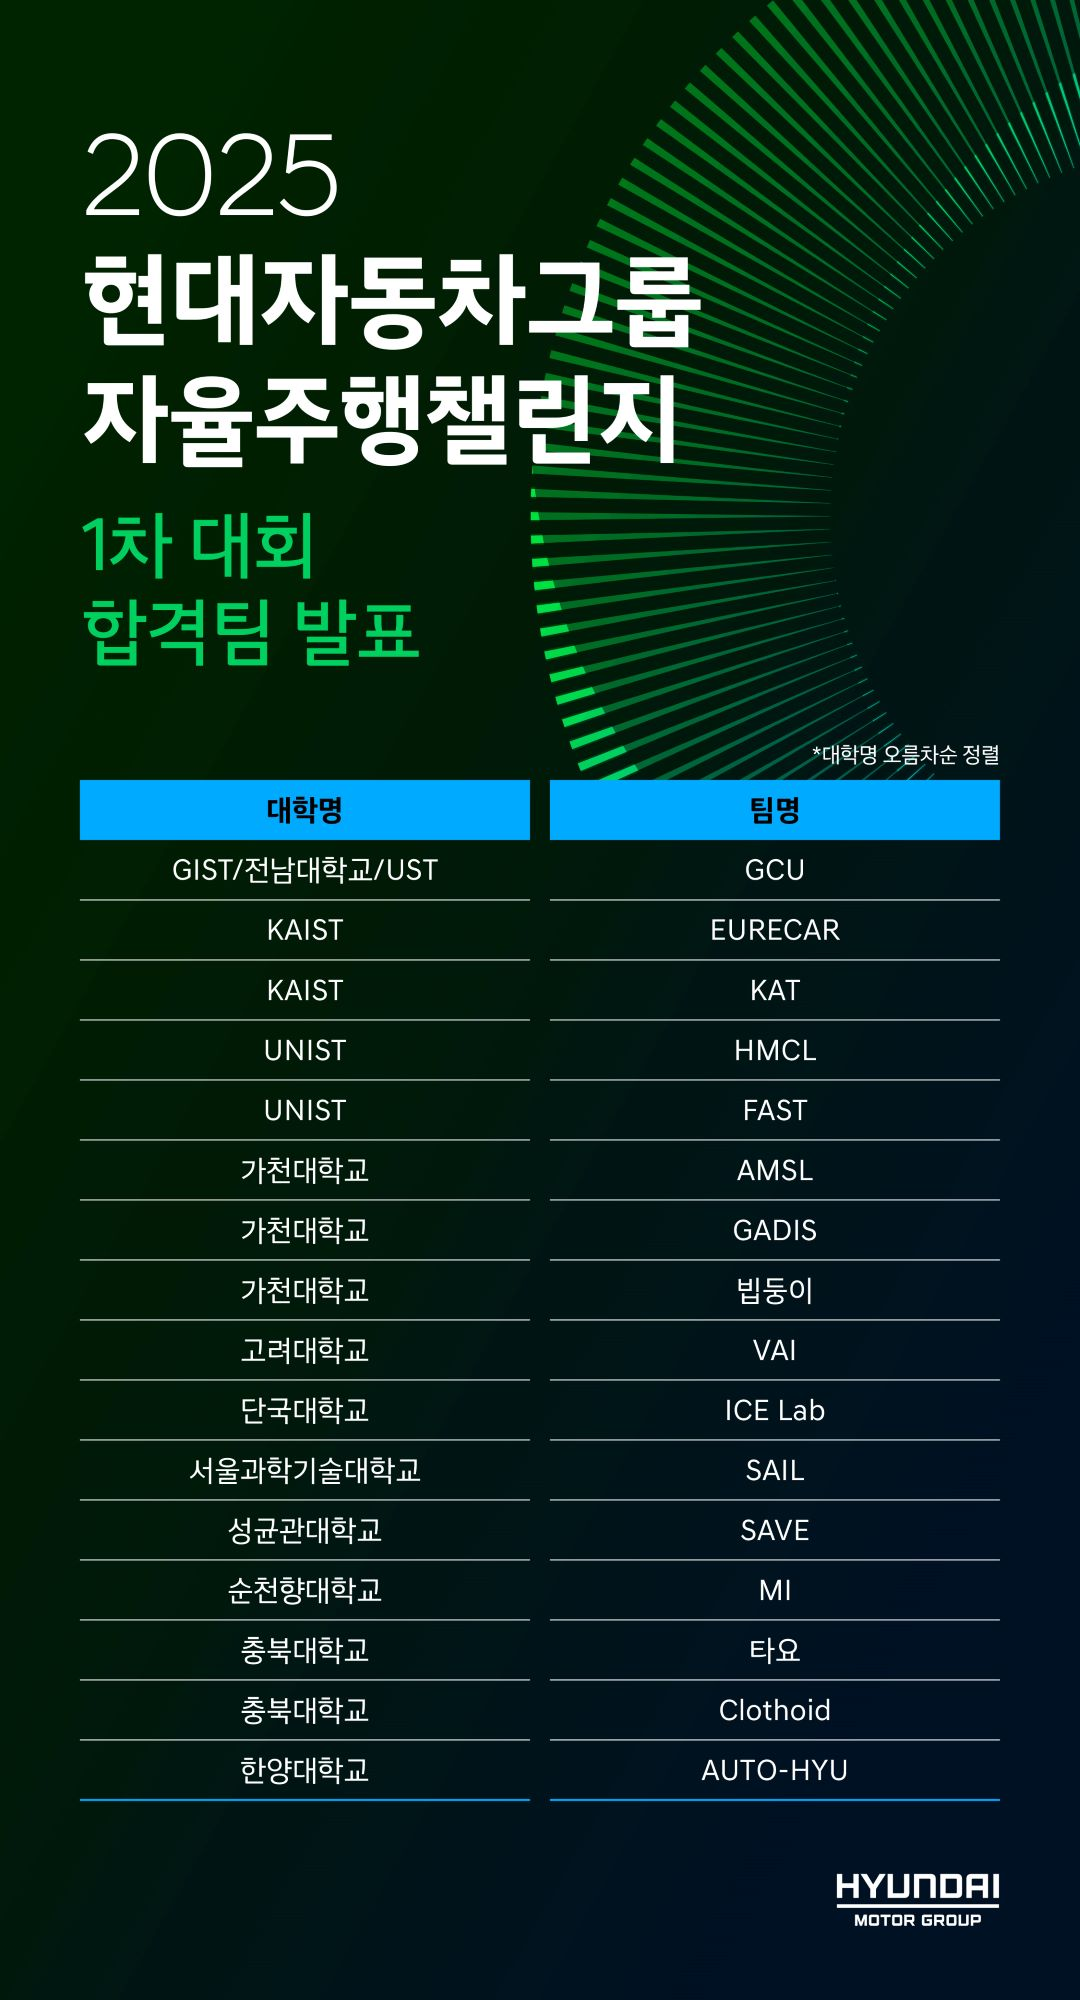 2025
현대자동차그룹
자율주행챌린지
1차 대회
합격팀 발표
*대학명 오름차순 정렬
대학명 팀명
GIST/전남대학교/UST GCU
KAIST EURECAR
KAIST KAT
UNIST HMCL
UNIST FAST
가천대학교 AMSL
가천대학교 GADIS
가천대학교 빕둥이
고려대학교 VAI
단국대학교 ICE Lab
서울과학기술대학교 SAIL
성균관대학교 SAVE
순천향대학교 MI
충북대학교 타요
충북대학교 Clothoid
한양대학교 AUTO-HYU
HYUNDAI
MOTOR GROUP